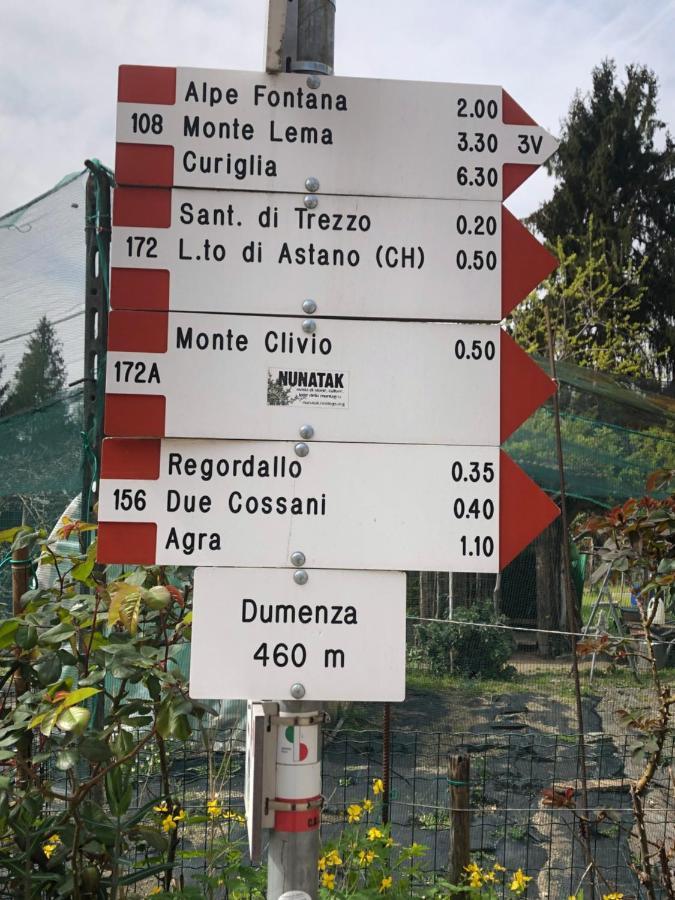 Alpe Fontana 2.00
108 Monte Lema 3.30 3V
Curiglia 6.30
Sant. di Trezzo 0.20
172 L.to di Astano (CH) 0.50
Monte Clivio 0.50
172A
NUNATAK
Regordallo 0.35
156 Due Cossani 0.40
Agra 1.10
Dumenza
460 m